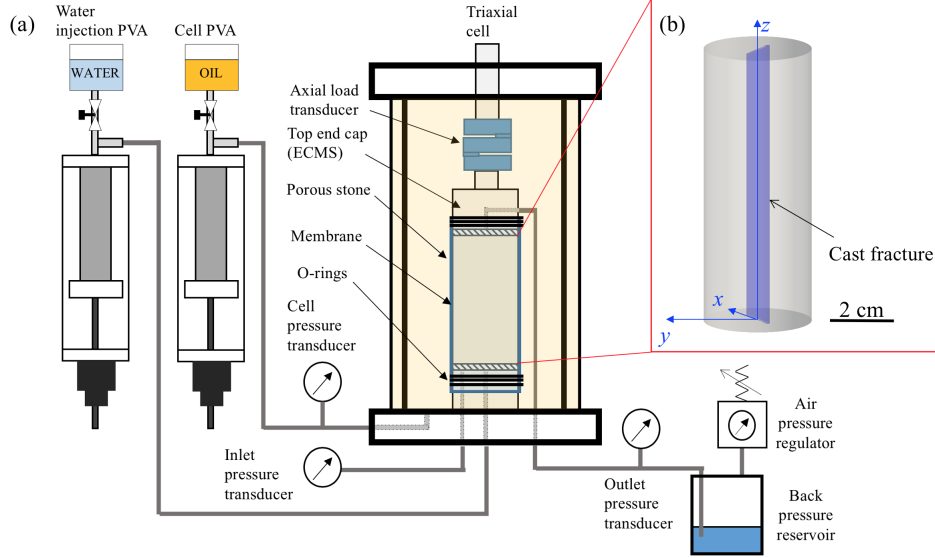 (a)
Water
injection PVA
Cell PVA
WATER
OIL
Triaxial
cell
Axial load
transducer
Top end cap
(ECMS)
Porous stone
Membrane
O-rings
Cell
pressure
transducer
Inlet
pressure
transducer
Outlet
pressure
transducer
Air
pressure
regulator
Back
pressure
reservoir
(b)
z
x
y
Cast fracture
2 cm